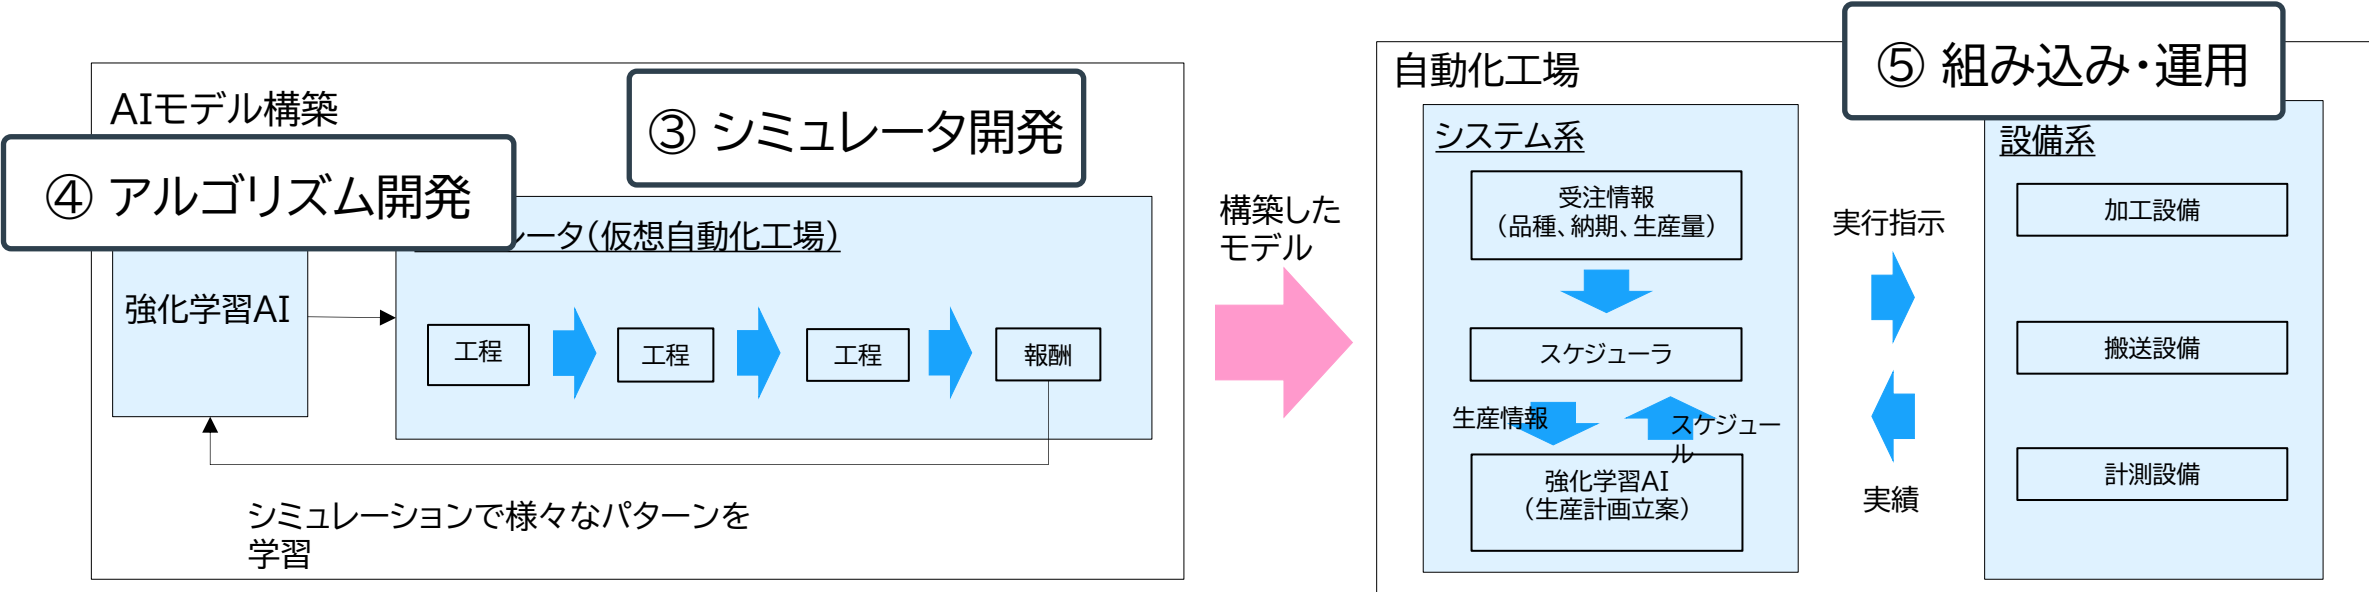 AIモデル構築
③ シミュレータ開発
④ アルゴリズム開発
レータ（仮想自動化工場）
強化学習AI
工程
工程
工程
報酬
シミュレーションで様々なパターンを
学習
構築した
モデル
自動化工場
⑤ 組み込み・運用
システム系
受注情報
（品種、納期、生産量）
スケジューラ
生産情報
スケジュー
ル
強化学習AI
（生産計画立案）
実行指示
実績
設備系
加工設備
搬送設備
計測設備